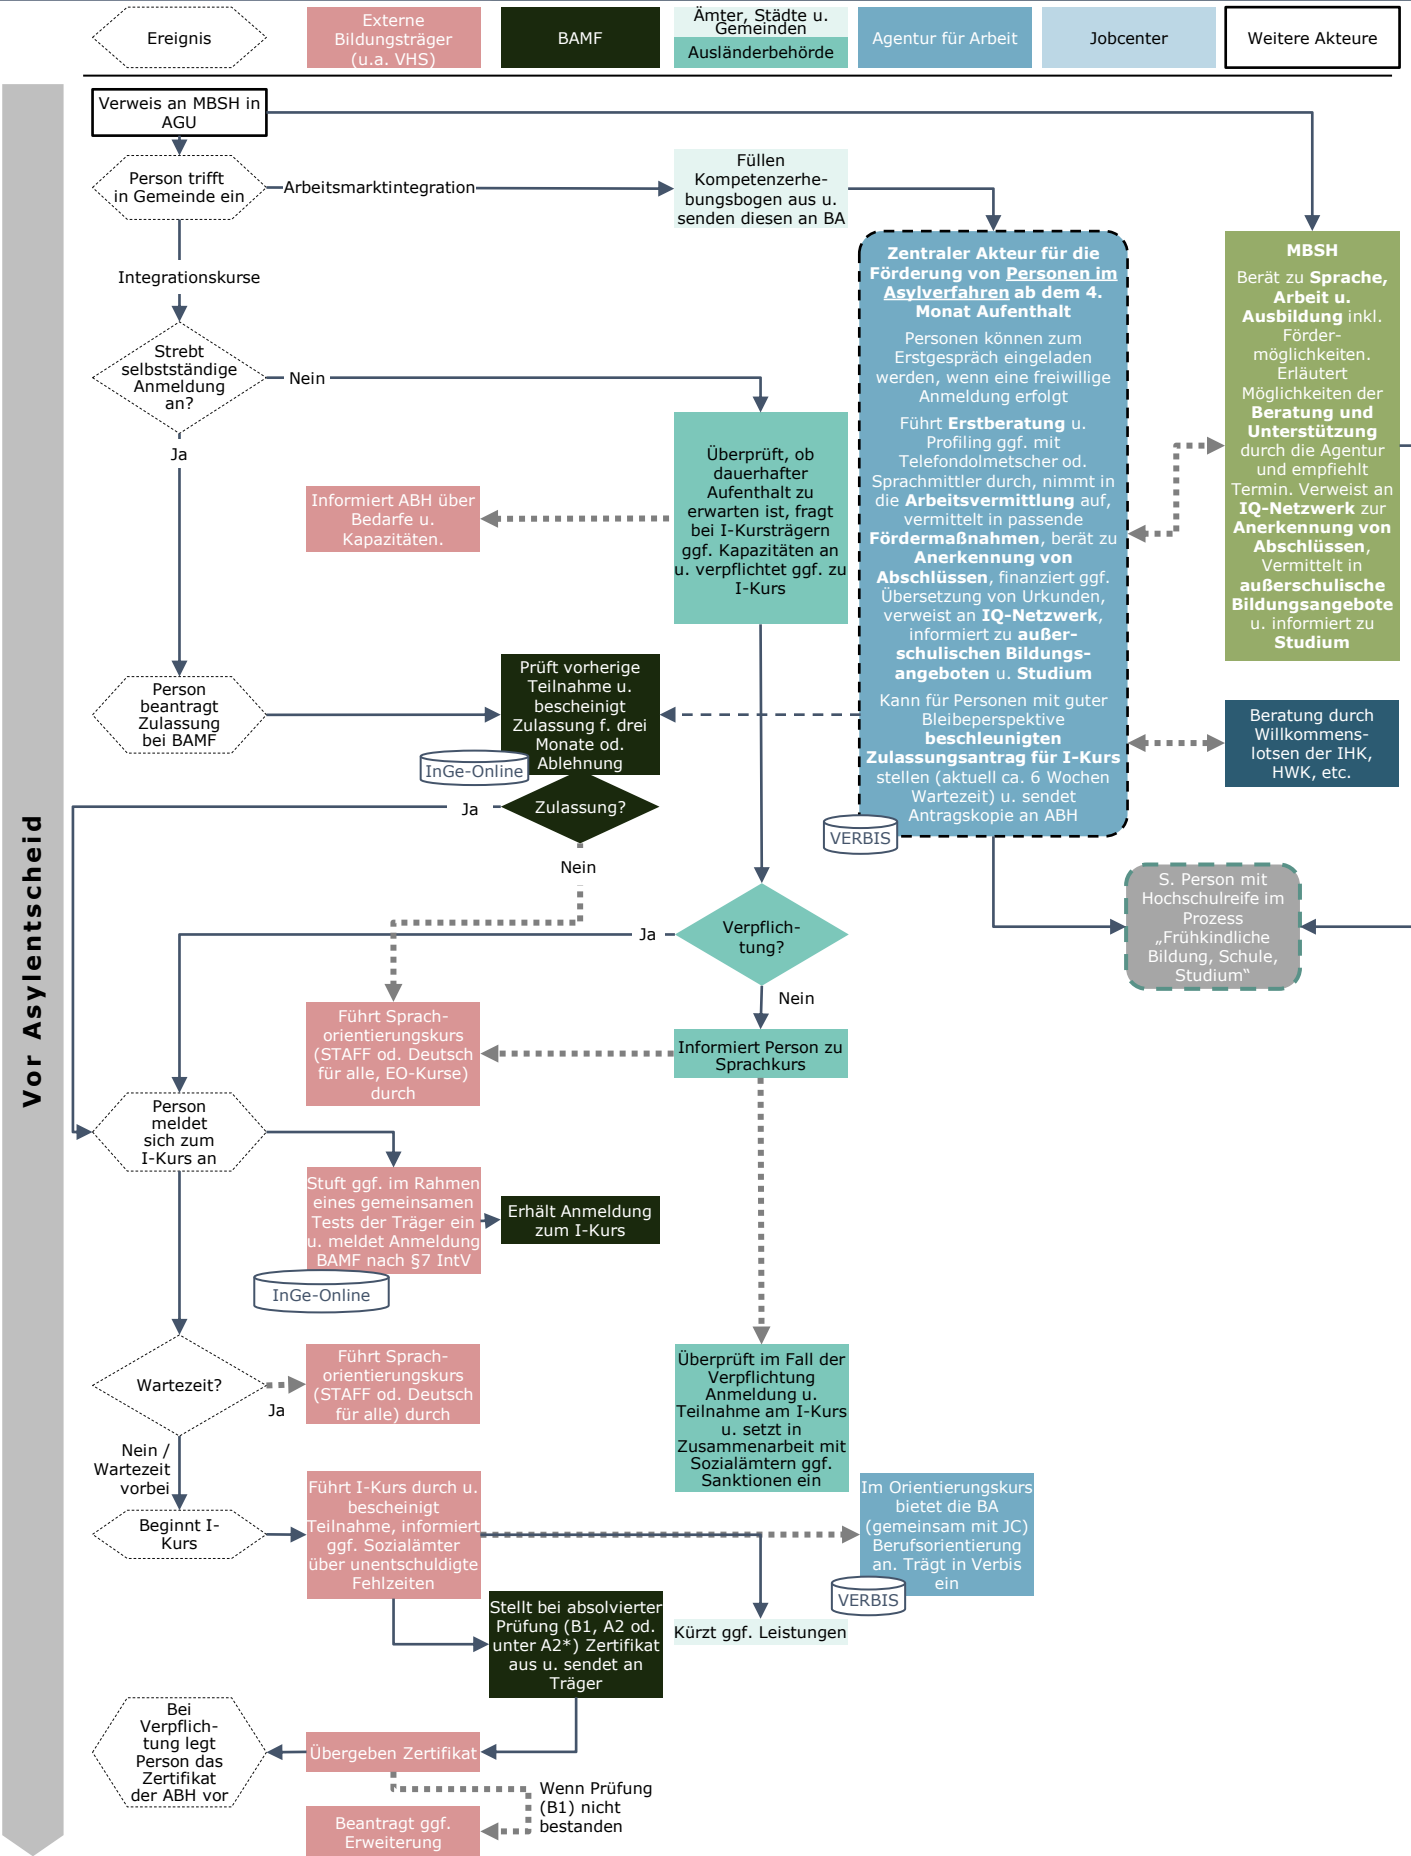 Ereignis
Externe
Bildungsträger
(u.a. VHS)
BAMF
Ämter, Städte u.
Gemeinden
Ausländerbehörde
Agentur für Arbeit
Jobcenter
Weitere Akteure
Vor Asylentscheid
Verweis an MBSH in
AGU
Person trifft
in Gemeinde ein
Arbeitsmarktintegration
Füllen
Kompetenzerhe-
bungsbogen aus u.
senden diesen an BA
Integrationskurse
Strebt
selbstständige
Anmeldung
an?
Nein
Ja
Überprüft, ob
dauerhafter
Aufenthalt zu
erwarten ist, fragt
bei I-Kursträgern
ggf. Kapazitäten an
u. verpflichtet ggf. zu
I-Kurs
Informiert ABH über
Bedarfe u.
Kapazitäten.
Zentraler Akteur für die
Förderung von Personen im
Asylverfahren ab dem 4.
Monat Aufenthalt
Personen können zum
Erstgespräch eingeladen
werden, wenn eine freiwillige
Anmeldung erfolgt
Führt Erstberatung u.
Profiling ggf. mit
Telefondolmetscher od.
Sprachmittler durch, nimmt in
die Arbeitsvermittlung auf,
vermittelt in passende
Fördermaßnahmen, berät zu
Anerkennung von
Abschlüssen, finanziert ggf.
Übersetzung von Urkunden,
verweist an IQ-Netzwerk,
informiert zu außer-
schulischen Bildungs-
angeboten u. Studium
Kann für Personen mit guter
Bleibeperspektive
beschleunigten
Zulassungsantrag für I-Kurs
stellen (aktuell ca. 6 Wochen
Wartezeit) u. sendet
Antragskopie an ABH
VERBIS
MBSH
Berät zu Sprache,
Arbeit u.
Ausbildung inkl.
Förder-
möglichkeiten.
Erläutert
Möglichkeiten der
Beratung und
Unterstützung
durch die Agentur
und empfiehlt
Termin. Verweist an
IQ-Netzwerk zur
Anerkennung von
Abschlüssen,
Vermittelt in
außerschulische
Bildungsangebote
u. informiert zu
Studium
Beratung durch
Willkommens-
lotsen der IHK,
HWK, etc.
S. Person mit
Hochschulreife im
Prozess
„Frühkindliche
Bildung, Schule,
Studium“
Person
beantragt
Zulassung
bei BAMF
Prüft vorherige
Teilnahme u.
bescheinigt
Zulassung f. drei
Monate od.
Ablehnung
InGe-Online
Zulassung?
Ja
Nein
Verpflich-
tung?
Ja
Nein
Führt Sprach-
orientierungskurs
(STAFF od. Deutsch
für alle, EO-Kurse)
durch
Informiert Person zu
Sprachkurs
Person
meldet
sich zum
I-Kurs an
Stuft ggf. im Rahmen
eines gemeinsamen
Tests der Träger ein
u. meldet Anmeldung
BAMF nach §7 IntV
InGe-Online
Erhält Anmeldung
zum I-Kurs
Wartezeit?
Ja
Führt Sprach-
orientierungskurs
(STAFF od. Deutsch
für alle) durch
Überprüft im Fall der
Verpflichtung
Anmeldung u.
Teilnahme am I-Kurs
u. setzt in
Zusammenarbeit mit
Sozialämtern ggf.
Sanktionen ein
Nein /
Wartezeit
vorbei
Beginnt I-
Kurs
Führt I-Kurs durch u.
bescheinigt
Teilnahme, informiert
ggf. Sozialämter
über unentschuldigte
Fehlzeiten
Im Orientierungskurs
bietet die BA
(gemeinsam mit JC)
Berufsorientierung
an. Trägt in Verbis
ein
VERBIS
Stellt bei absolvierter
Prüfung (B1, A2 od.
unter A2*) Zertifikat
aus u. sendet an
Träger
Kürzt ggf. Leistungen
Bei
Verpflich-
tung legt
Person das
Zertifikat
der ABH vor
Übergeben Zertifikat
Wenn Prüfung
(B1) nicht
bestanden
Beantragt ggf.
Erweiterung